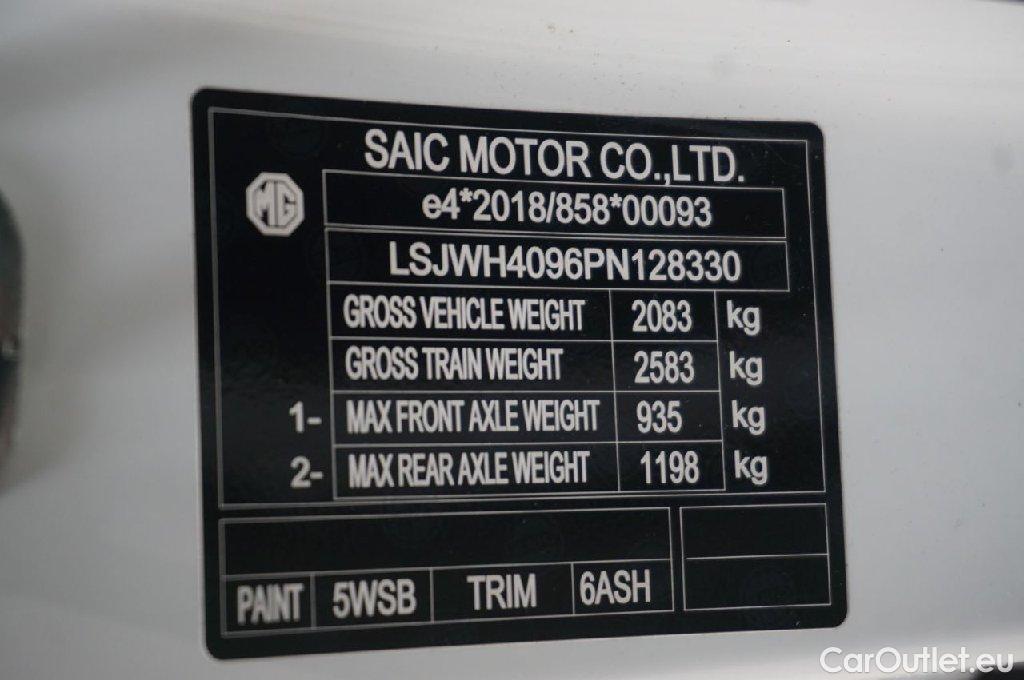 SAIC MOTOR CO.,LTD.
MG
e4*2018/858*00093
LSJWH4096PN128330
GROSS VEHICLE WEIGHT 2083 kg
GROSS TRAIN WEIGHT 2583 kg
1- MAX FRONT AXLE WEIGHT 935 kg
2- MAX REAR AXLE WEIGHT 1198 kg
PAINT 5WSB TRIM 6ASH
CarOutlet.eu